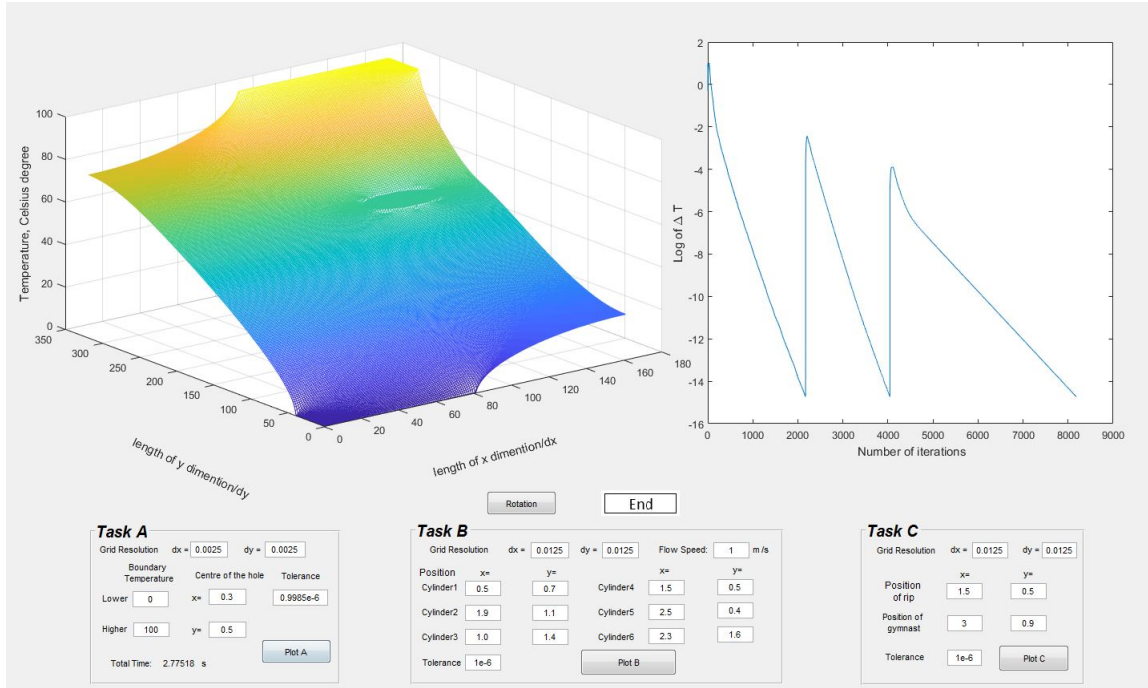 Temperature, Celsius degree
100
80
60
40
20
0
350
300
250
200
150
100
50
0
length of y dimention/dy
0
20
40
60
80
100
120
140
160
180
length of x dimention/dx
2
0
-2
-4
-6
-8
-10
-12
-14
-16
Log of Δ T
0 1000 2000 3000 4000 5000 6000 7000 8000 9000
Number of iterations
Rotation End
Task A
Grid Resolution dx = 0.0025 dy = 0.0025
Boundary
Temperature Centre of the hole Tolerance
Lower 0 x= 0.3 0.9985e-6
Higher 100 y= 0.5
Plot A
Total Time: 2.77518 s
Task B
Grid Resolution dx = 0.0125 dy = 0.0125 Flow Speed: 1 m /s
Position x= y= x= y=
Cylinder1 0.5 0.7 Cylinder4 1.5 0.5
Cylinder2 1.9 1.1 Cylinder5 2.5 0.4
Cylinder3 1.0 1.4 Cylinder6 2.3 1.6
Tolerance 1e-6 Plot B
Task C
Grid Resolution dx = 0.0125 dy = 0.0125
x= y=
Position
of rip 1.5 0.5
Position of
gymnast 3 0.9
Tolerance 1e-6 Plot C